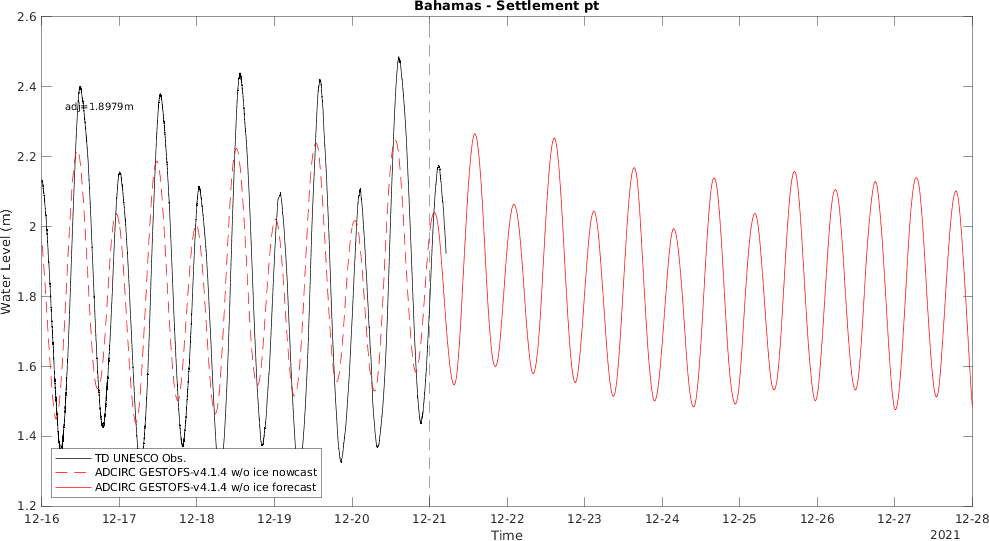 Bahamas - Settlement pt
Water Level (m)
2.6
2.4
2.2
2
1.8
1.6
1.4
1.2
adj=1.8979m
TD UNESCO Obs.
ADCIRC GESTOFS-v4.1.4 w/o ice nowcast
ADCIRC GESTOFS-v4.1.4 w/o ice forecast
12-16 12-17 12-18 12-19 12-20 12-21 12-22 12-23 12-24 12-25 12-26 12-27 12-28
Time
2021